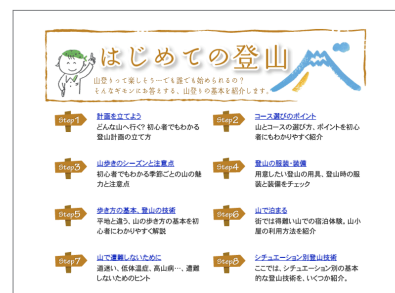 はじめての登山
山登りって楽しそう－でも誰でも始められるの？
そんなギモンにお答えする、山登りの基本を紹介します。
Step1
計画を立てよう
どんな山へ行く？初心者でもわかる
登山計画の立て方
Step2
コース選びのポイント
山とコースの選び方、ポイントを初心
者にもわかりやすく紹介
Step3
山歩きのシーズンと注意点
初心者でもわかる季節ごとの山の魅
力と注意点
Step4
登山の服装・装備
用意したい登山の用具、登山時の服
装と装備をチェック
Step5
歩き方の基本、登山の技術
平地と違う、山の歩き方の基本を初
心者にわかりやすく解説
Step6
山で泊まる
街では得難い山での宿泊体験。山小
屋の利用方法を紹介
Step7
山で遭難しないために
道迷い、低体温症、高山病…、遭難
しないためのヒント
Step8
シチュエーション別登山技術
ここでは、シチュエーション別の基本
的な登山技術を、いくつか紹介。